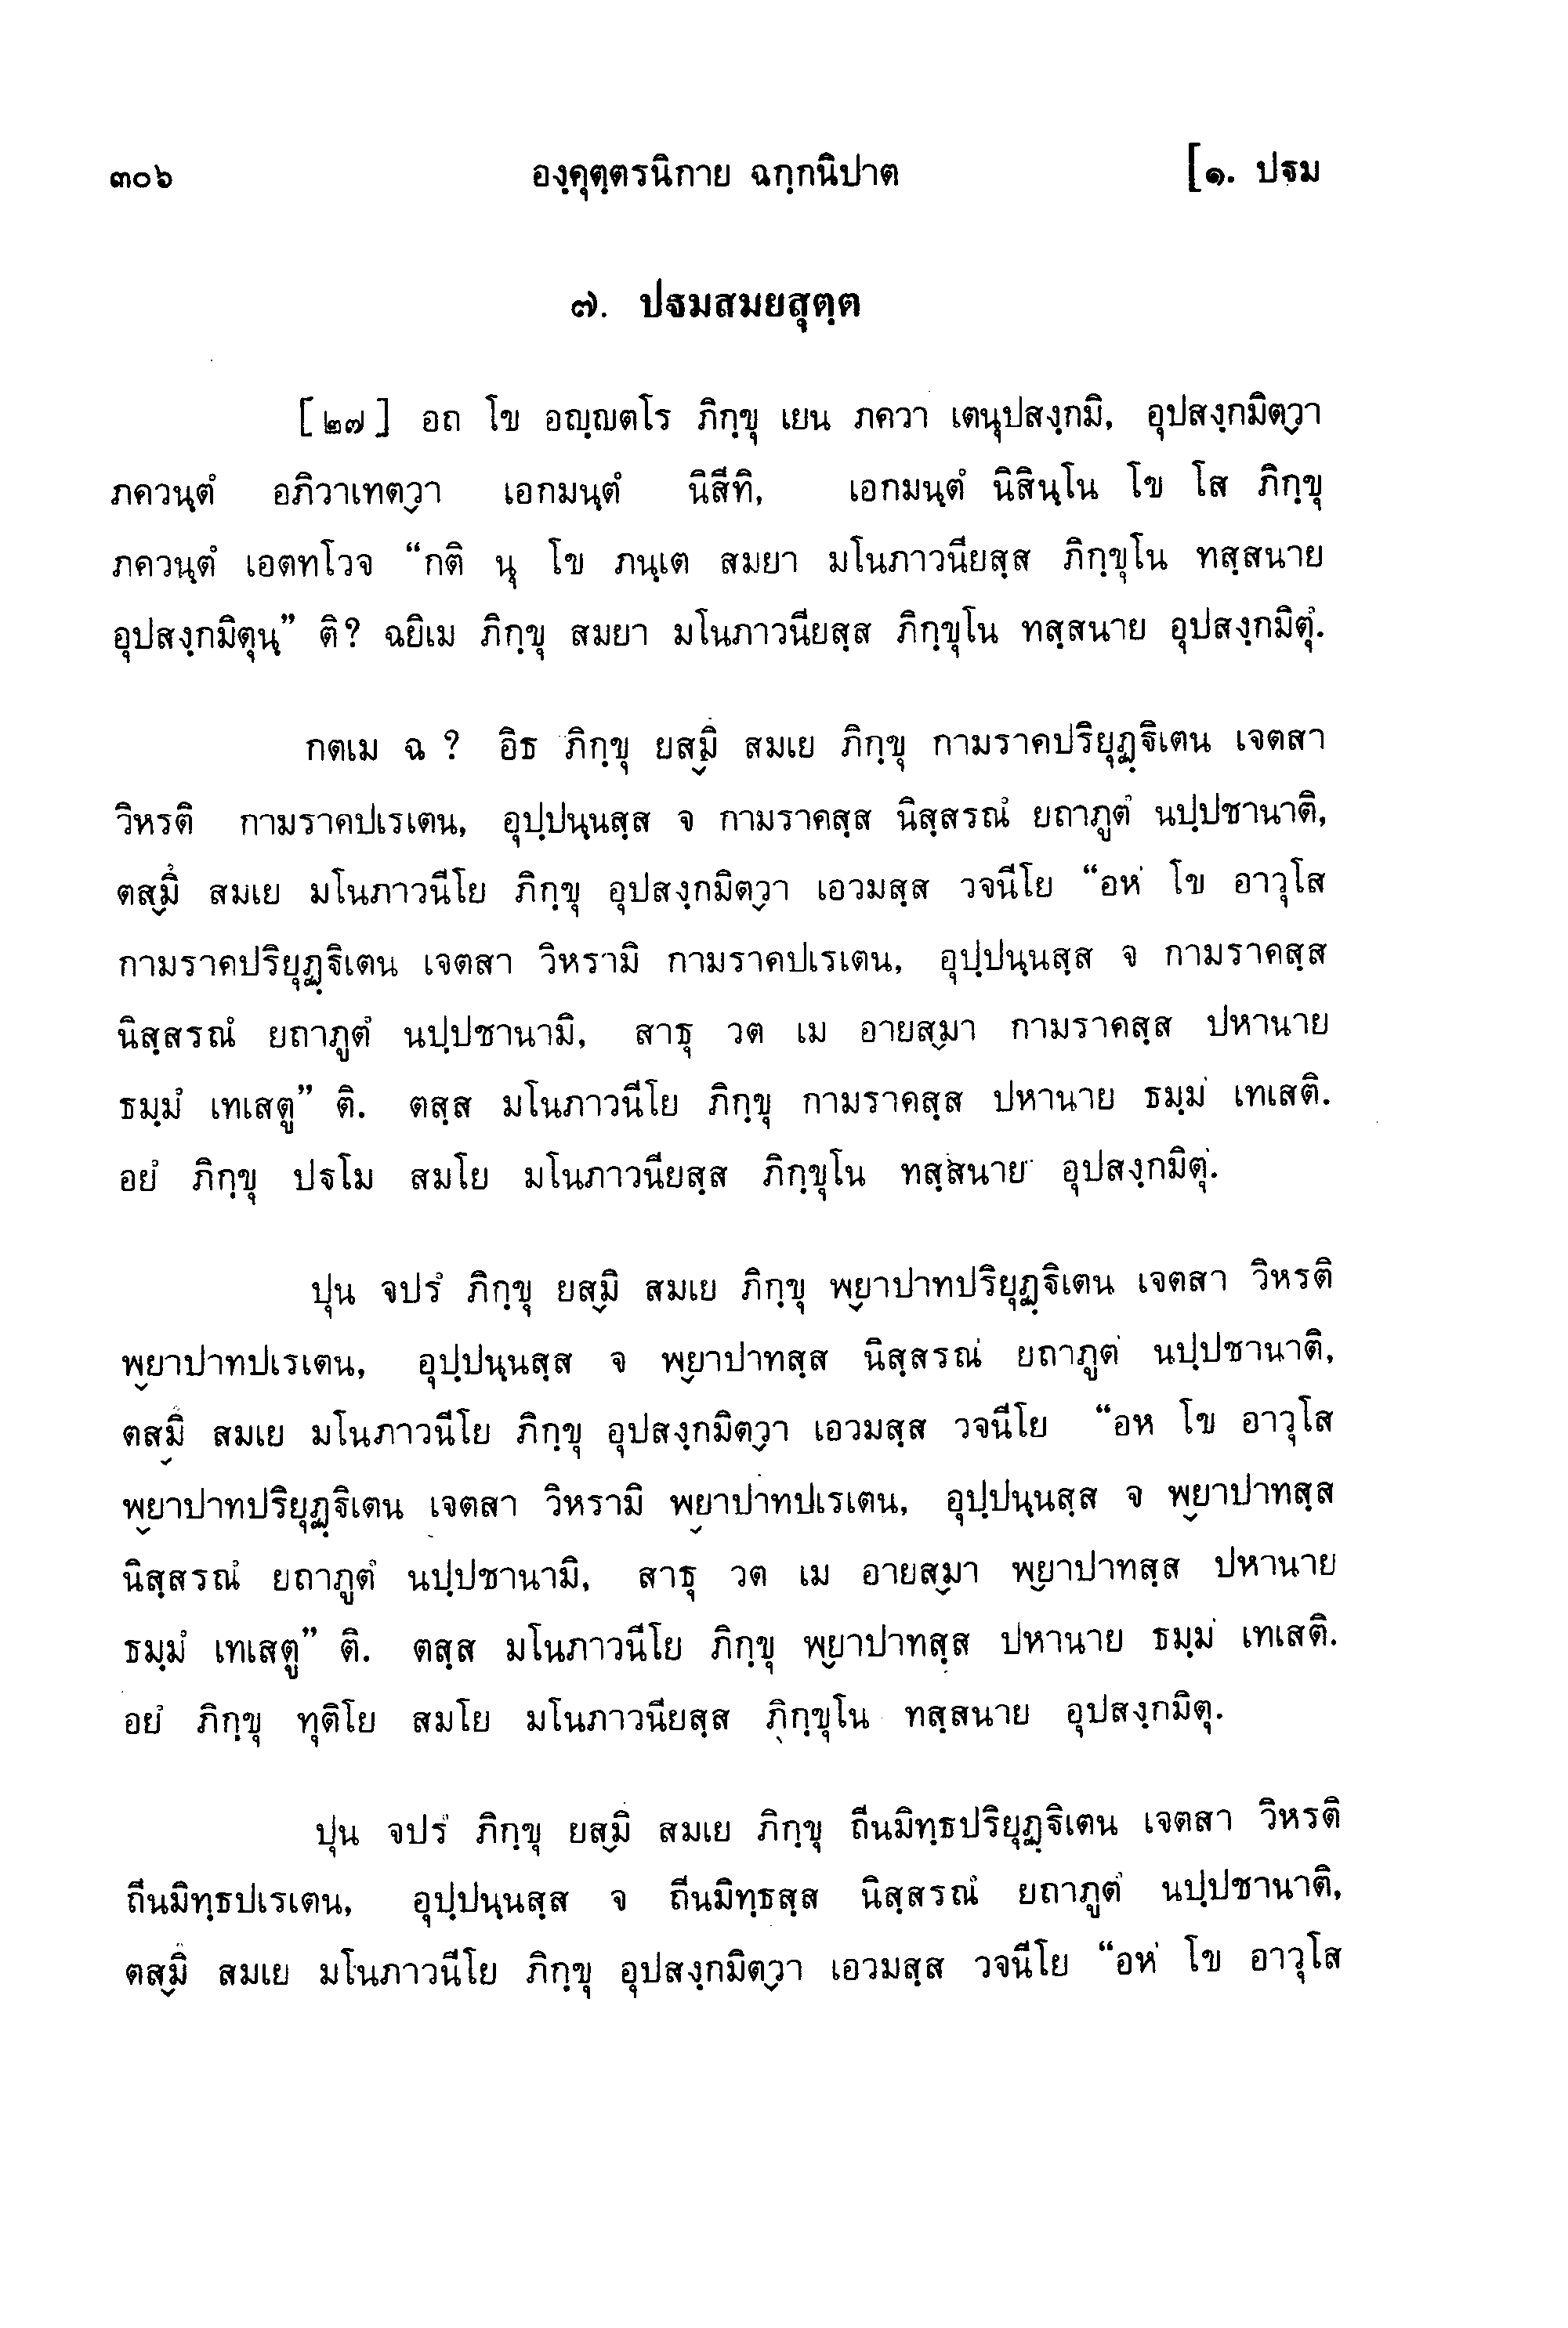 ๓๐๖ องฺคุตฺตรนิกาย ฉกฺกนิปาต [๑. ปฐม
๗. ปฐมสมยสุตฺต
[๒๗] อถ โข อญฺญตโร ภิกฺขุ เยน ภควา เตนุปสงฺกมิ, อุปสงฺกมิตฺวา
ภควนฺตํ อภิวาเทตฺวา เอกมนฺตํ นิสีทิ, เอกมนฺตํ นิสินฺโน โข โส ภิกฺขุ
ภควนฺตํ เอตทโวจ “กติ นุ โข ภนฺเต สมยา มโนภาวนียสฺส ภิกฺขุโน ทสฺสนาย
อุปสงฺกมิตุนฺ” ติ? ฉยิเม ภิกฺขุ สมยา มโนภาวนียสฺส ภิกฺขุโน ทสฺสนาย อุปสงฺกมิตุํ.
กตเม ฉ ? อิธ ภิกฺขุ ยสฺมึ สมเย ภิกฺขุ กามราคปริยุฏฺฐิเตน เจตสา
วิหรติ กามราคปเรเตน, อุปฺปนฺนสฺส จ กามราคสฺส นิสฺสรณํ ยถาภูตํ นปฺปชานาติ,
ตสฺมึ สมเย มโนภาวนีโย ภิกฺขุ อุปสงฺกมิตฺวา เอวมสฺส วจนีโย “อหํ โข อาวุโส
กามราคปริยุฏฺฐิเตน เจตสา วิหรามิ กามราคปเรเตน, อุปฺปนฺนสฺส จ กามราคสฺส
นิสฺสรณํ ยถาภูตํ นปฺปชานามิ, สาธุ วต เม อายสฺมา กามราคสฺส ปหานาย
ธมฺมํ เทเสตู” ติ. ตสฺส มโนภาวนีโย ภิกฺขุ กามราคสฺส ปหานาย ธมฺมํ เทเสติ.
อยํ ภิกฺขุ ปฐโม สมโย มโนภาวนียสฺส ภิกฺขุโน ทสฺสนาย อุปสงฺกมิตุํ.
ปุน จปรํ ภิกฺขุ ยสฺมึ สมเย ภิกฺขุ พฺยาปาทปริยุฏฺฐิเตน เจตสา วิหรติ
พฺยาปาทปเรเตน, อุปฺปนฺนสฺส จ พฺยาปาทสฺส นิสฺสรณํ ยถาภูตํ นปฺปชานาติ,
ตสฺมึ สมเย มโนภาวนีโย ภิกฺขุ อุปสงฺกมิตฺวา เอวมสฺส วจนีโย “อห โข อาวุโส
พฺยาปาทปริยุฏฺฐิเตน เจตสา วิหรามิ พฺยาปาทปเรเตน, อุปฺปนฺนสฺส จ พฺยาปาทสฺส
นิสฺสรณํ ยถาภูตํ นปฺปชานามิ, สาธุ วต เม อายสฺมา พฺยาปาทสฺส ปหานาย
ธมฺมํ เทเสตู” ติ. ตสฺส มโนภาวนีโย ภิกฺขุ พฺยาปาทสฺส ปหานาย ธมฺมํ เทเสติ.
อยํ ภิกฺขุ ทุติโย สมโย มโนภาวนียสฺส ภิกฺขุโน ทสฺสนาย อุปสงฺกมิตุ.
ปุน จปรํ ภิกฺขุ ยสฺมึ สมเย ภิกฺขุ ถีนมิทฺธปริยุฏฺฐิเตน เจตสา วิหรติ
ถีนมิทฺธปเรเตน, อุปฺปนฺนสฺส จ ถีนมิทฺธสฺส นิสฺสรณํ ยถาภูตํ นปฺปชานาติ,
ตสฺมึ สมเย มโนภาวนีโย ภิกฺขุ อุปสงฺกมิตฺวา เอวมสฺส วจนีโย “อหํ โข อาวุโส